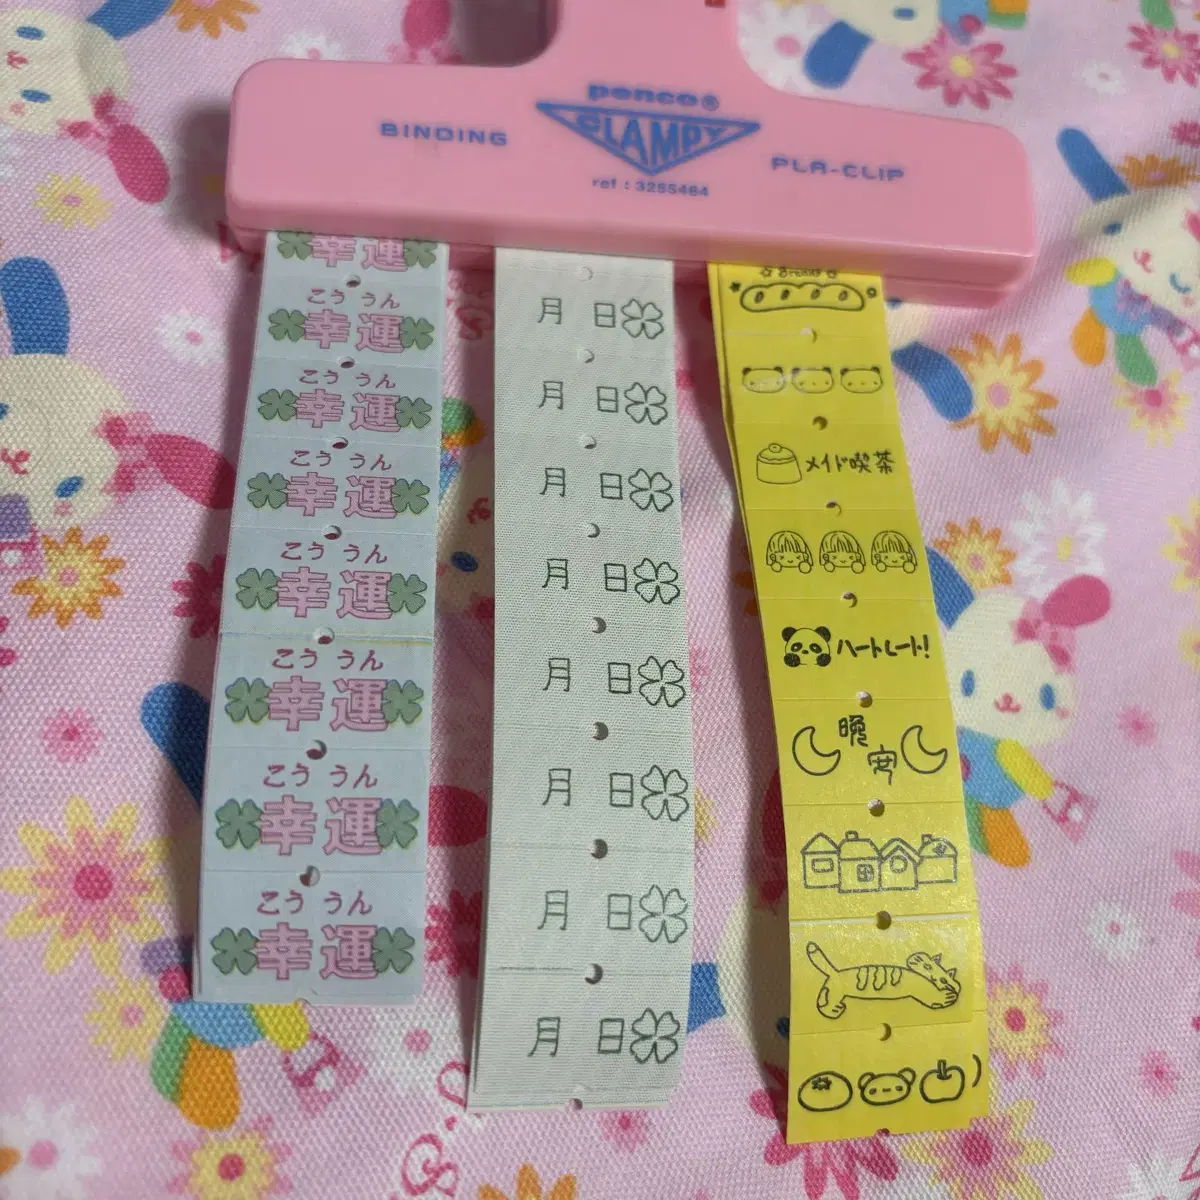 penco®
CLAMPY
BINDING
PLA-CLIP
ref : 3255464
幸運
こううん
幸運
こううん
幸運
こううん
幸運
こううん
幸運
こううん
幸運
こううん
幸運
こううん
幸運
月 日
月 日
月 日
月 日
月 日
月 日
月 日
月 日
Bread
メイド喫茶
ハートレート!
晩安